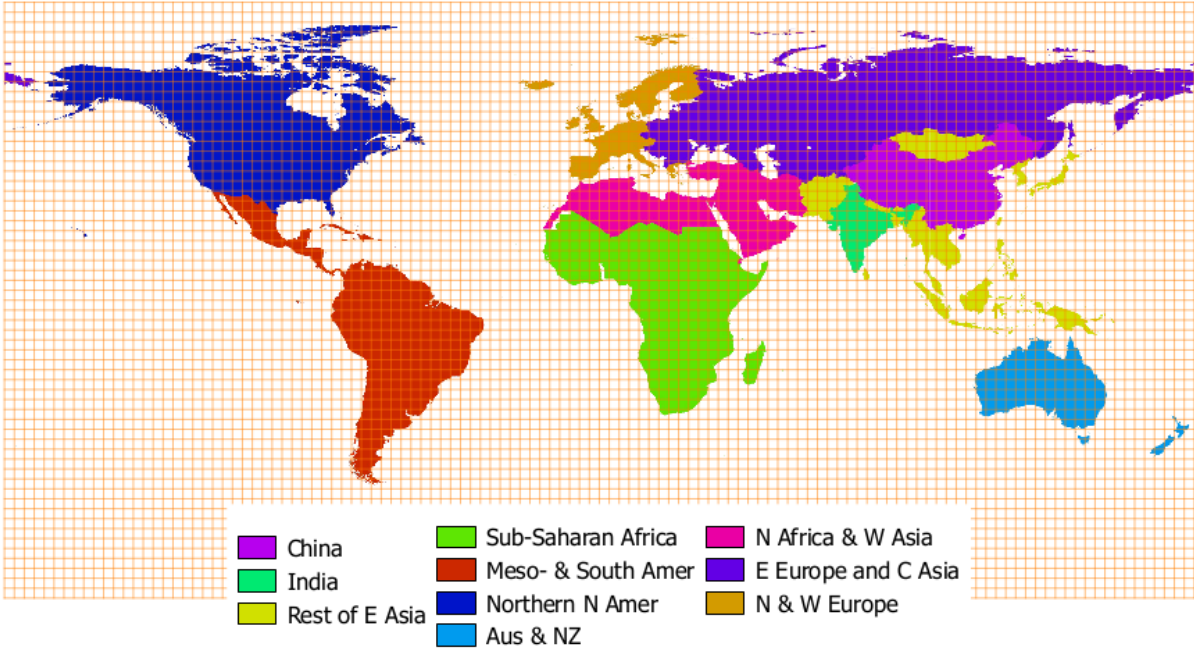 China
India
Rest of E Asia
Sub-Saharan Africa
Meso- & South Amer
Northern N Amer
Aus & NZ
N Africa & W Asia
E Europe and C Asia
N & W Europe